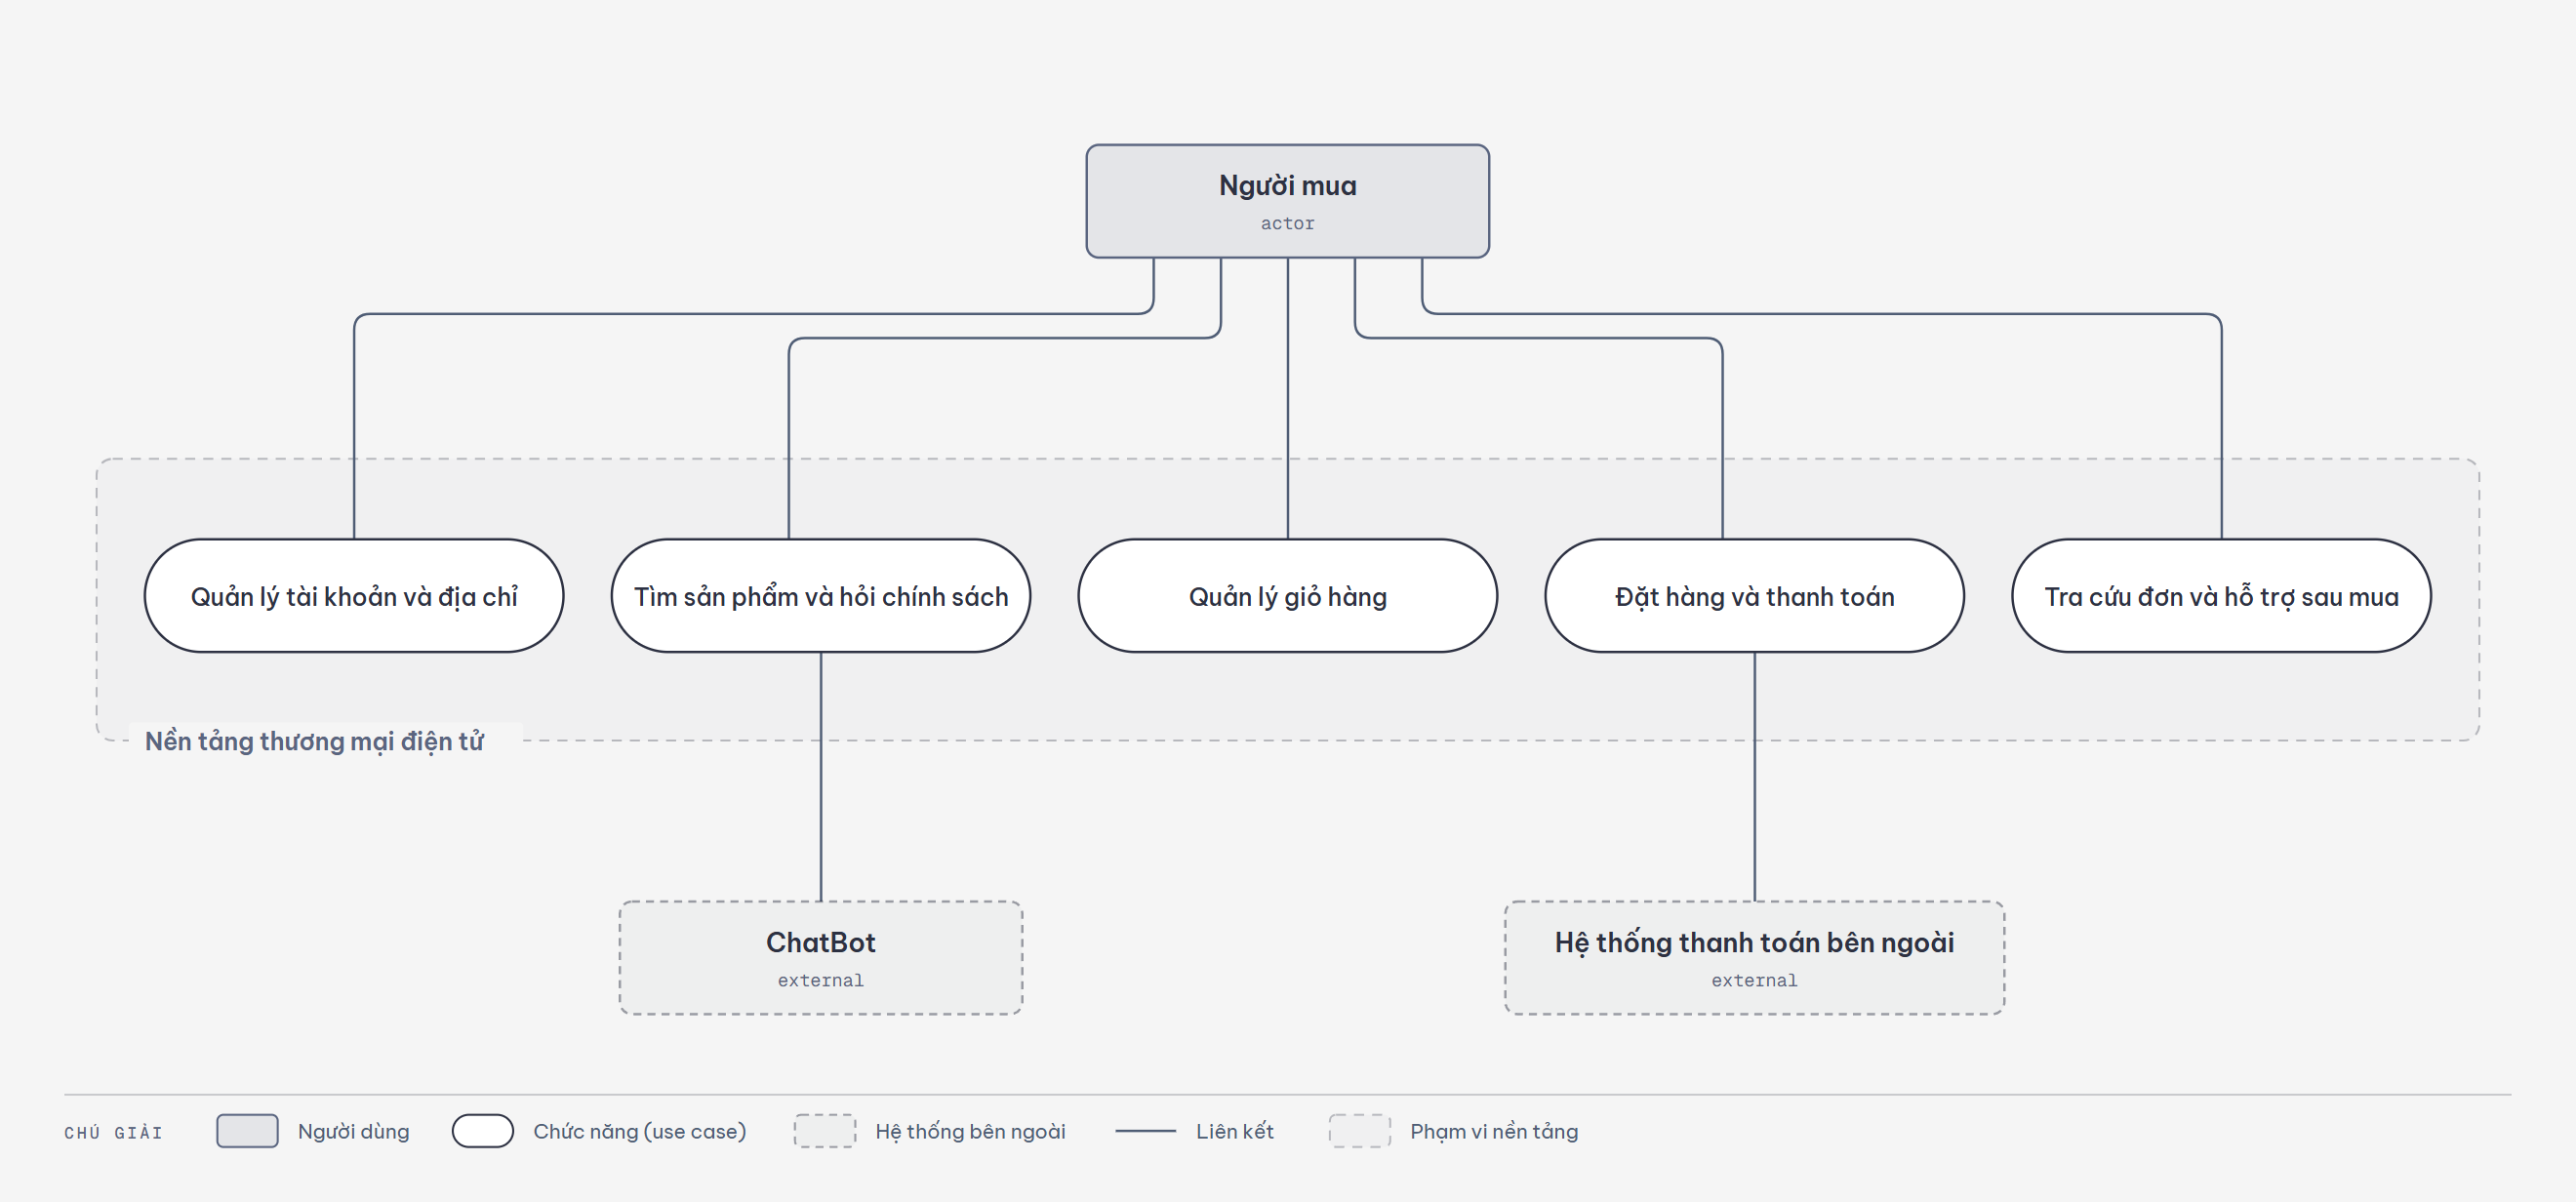 Người mua
actor
Quản lý tài khoản và địa chỉ
Tìm sản phẩm và hỏi chính sách
Quản lý giỏ hàng
Đặt hàng và thanh toán
Tra cứu đơn và hỗ trợ sau mua
Nền tảng thương mại điện tử
ChatBot
external
Hệ thống thanh toán bên ngoài
external
CHÚ GIẢI
Người dùng
Chức năng (use case)
Hệ thống bên ngoài
Liên kết
Phạm vi nền tảng